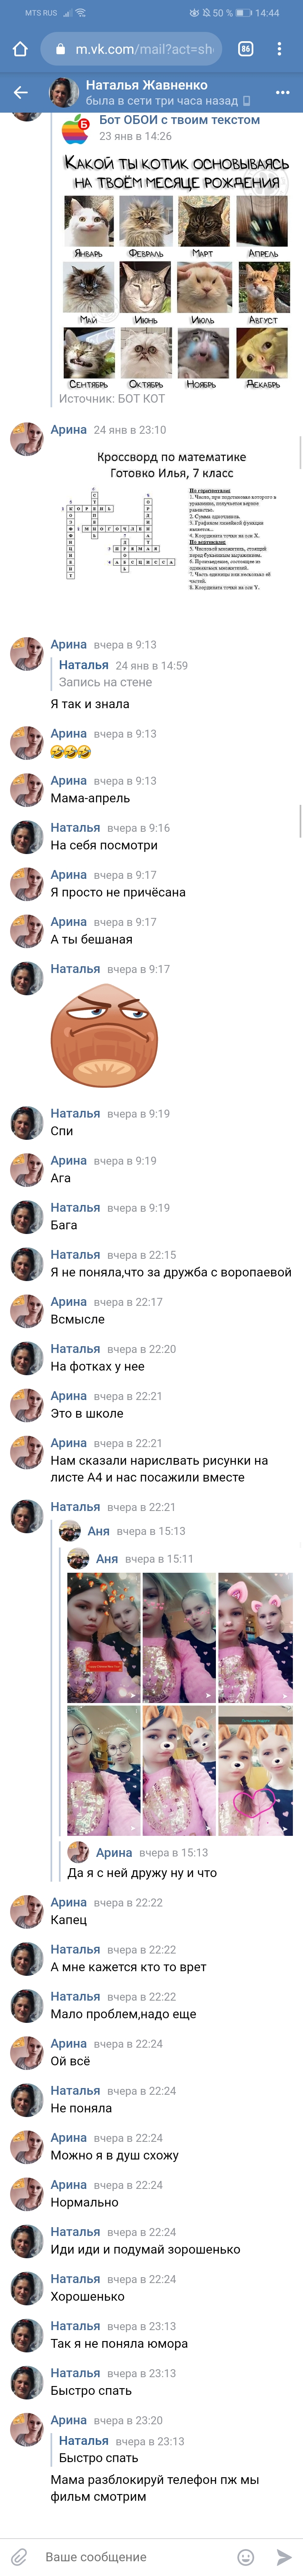 MTS RUS 50 % 14:44
m.vk.com/mail?act=sh
86
Наталья Жавненко
была в сети три часа назад
Бот ОБОИ с твоим текстом
23 янв в 14:26
Какой ты котик основываясь
на твоём месяце рождения
Январь Февраль Март Апрель
Май Июнь Июль Август
Сентябрь Октябрь Ноябрь Декабрь
Источник: БОТ КОТ
Арина 24 янв в 23:10
Кроссворд по математике
Готовко Илья, 7 класс
Арина вчера в 9:13
Наталья 24 янв в 14:59
Запись на стене
Я так и знала
Арина вчера в 9:13
🤣🤣🤣
Арина вчера в 9:13
Мама-апрель
Наталья вчера в 9:16
На себя посмотри
Арина вчера в 9:17
Я просто не причёсана
Арина вчера в 9:17
А ты бешаная
Наталья вчера в 9:17
Наталья вчера в 9:19
Спи
Арина вчера в 9:19
Ага
Наталья вчера в 9:19
Бага
Наталья вчера в 22:15
Я не поняла,что за дружба с воропаевой
Арина вчера в 22:17
Всмысле
Наталья вчера в 22:20
На фотках у нее
Арина вчера в 22:21
Это в школе
Арина вчера в 22:21
Нам сказали нарислвать рисунки на
листе А4 и нас посажили вместе
Наталья вчера в 22:21
Аня вчера в 15:13
Аня вчера в 15:11
Арина вчера в 15:13
Да я с ней дружу ну и что
Арина вчера в 22:22
Капец
Наталья вчера в 22:22
А мне кажется кто то врет
Наталья вчера в 22:22
Мало проблем,надо еще
Арина вчера в 22:24
Ой всё
Наталья вчера в 22:24
Не поняла
Арина вчера в 22:24
Можно я в душ схожу
Арина вчера в 22:24
Нормально
Наталья вчера в 22:24
Иди иди и подумай зорошенько
Наталья вчера в 22:24
Хорошенько
Наталья вчера в 23:13
Так я не поняла юмора
Наталья вчера в 23:13
Быстро спать
Арина вчера в 23:20
Наталья вчера в 23:13
Быстро спать
Мама разблокируй телефон пж мы
фильм смотрим
Ваше сообщение